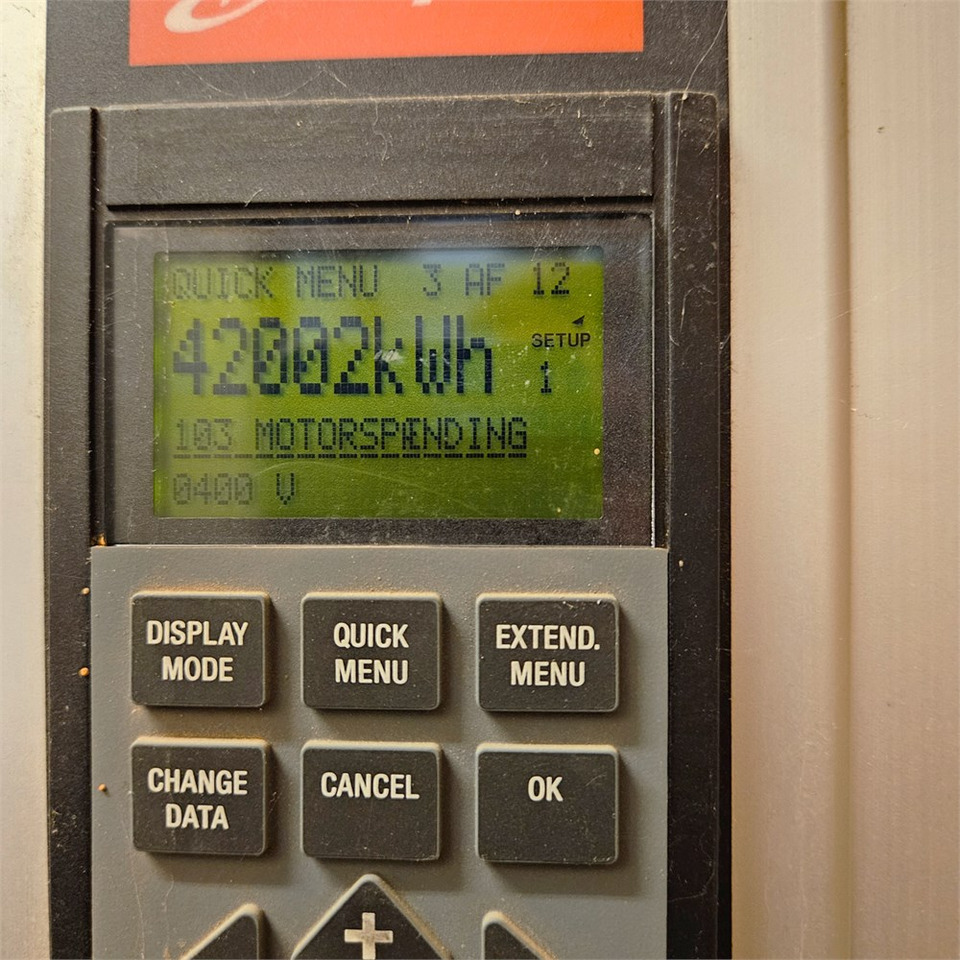 QUICK MENU 3 AF 12
42002kWh
SETUP
1
103 MOTORSPÆNDING
0400 V
DISPLAY
MODE
QUICK
MENU
EXTEND.
MENU
CHANGE
DATA
CANCEL
OK
+